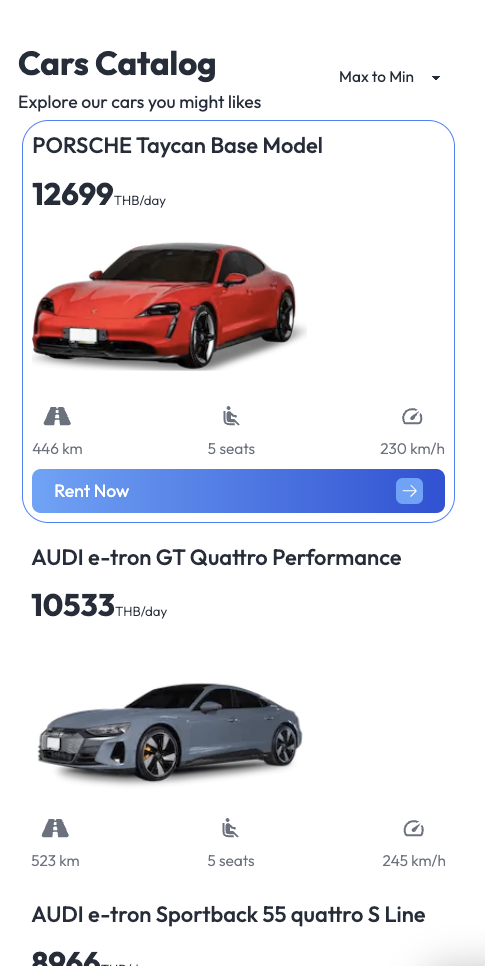 Cars Catalog
Max to Min
Explore our cars you might likes
PORSCHE Taycan Base Model
12699THB/day
446 km 5 seats 230 km/h
Rent Now
AUDI e-tron GT Quattro Performance
10533THB/day
523 km 5 seats 245 km/h
AUDI e-tron Sportback 55 quattro S Line
8966